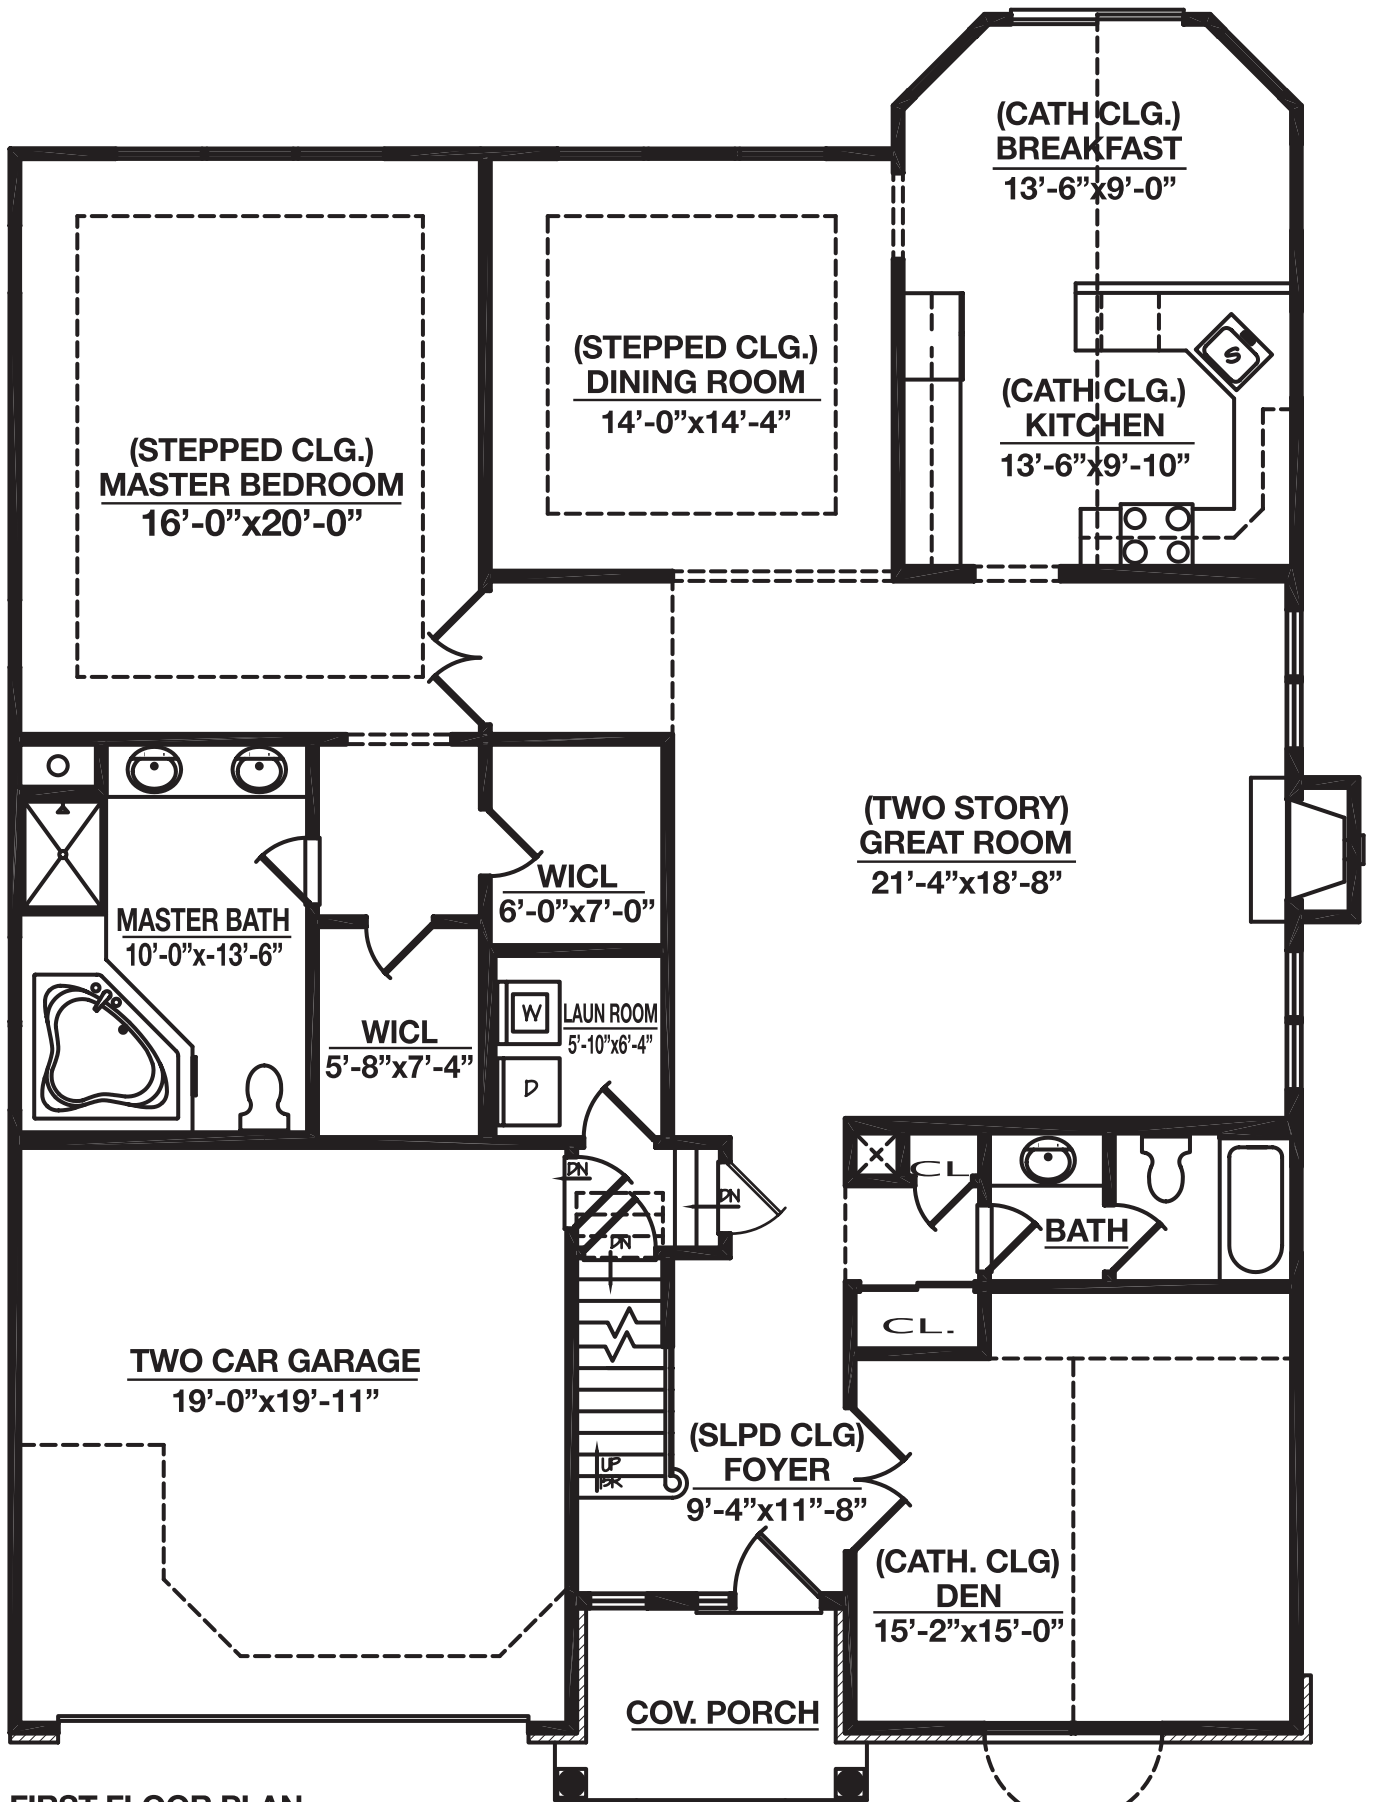 (CATH CLG.)
BREAKFAST
13'-6"x9'-0"
(STEPPED CLG.)
DINING ROOM
14'-0"x14'-4"
(CATH CLG.)
KITCHEN
13'-6"x9'-10"
S
(STEPPED CLG.)
MASTER BEDROOM
16'-0"x20'-0"
(TWO STORY)
GREAT ROOM
21'-4"x18'-8"
WICL
6'-0"x7'-0"
MASTER BATH
10'-0"x-13'-6"
WICL
5'-8"x7'-4"
W
LAUN ROOM
5'-10"x6'-4"
D
DN
DN
DN
CL.
BATH
CL.
TWO CAR GARAGE
19'-0"x19'-11"
UP
(SLPD CLG)
FOYER
9'-4"x11"-8"
(CATH. CLG)
DEN
15'-2"x15'-0"
COV. PORCH
FIRST FLOOR PLAN